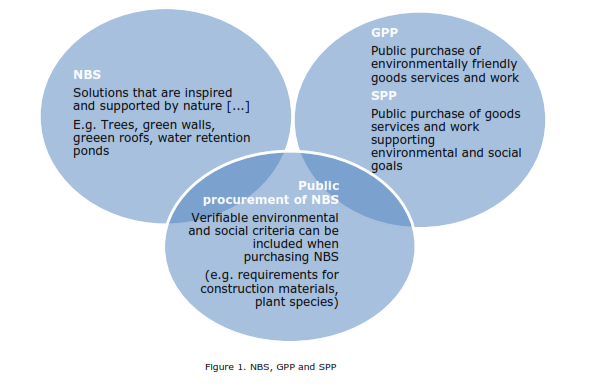 NBS
Solutions that are inspired
and supported by nature [...]
E.g. Trees, green walls,
greeen roofs, water retention
ponds
GPP
Public purchase of
environmentally friendly
goods services and work
SPP
Public purchase of goods
services and work
supporting
environmental and social
goals
Public
procurement of NBS
Verifiable environmental
and social criteria can be
included when
purchasing NBS
(e.g. requirements for
construction materials,
plant species)
Figure 1. NBS, GPP and SPP